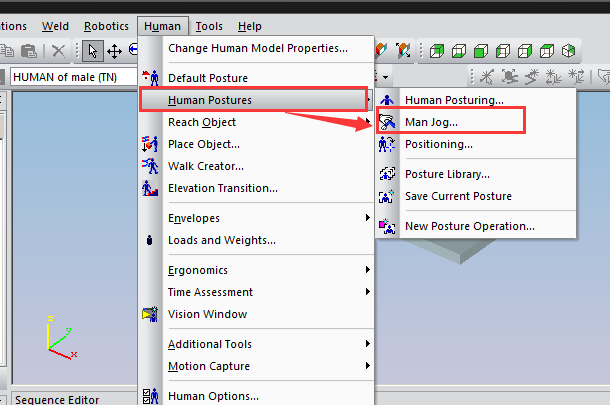 tions Weld Robotics Human Tools Help
HUMAN of male (TN)
Change Human Model Properties...
Default Posture
Human Postures
Reach Object
Place Object...
Walk Creator...
Elevation Transition...
Envelopes
Loads and Weights...
Ergonomics
Time Assessment
Vision Window
Additional Tools
Motion Capture
Human Options...
Human Posturing...
Man Jog...
Positioning...
Posture Library...
Save Current Posture
New Posture Operation...
z
y
x
Sequence Editor